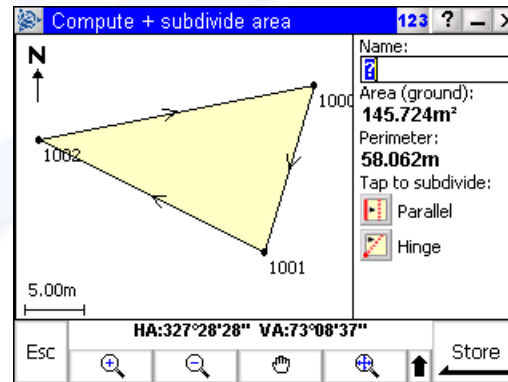 Compute + subdivide area 123 ? – X
N
1000
1002
1001
5.00m
Name:
?
Area (ground):
145.724m²
Perimeter:
58.062m
Tap to subdivide:
Parallel
Hinge
HA:327°28'28" VA:73°08'37"
Esc
Store